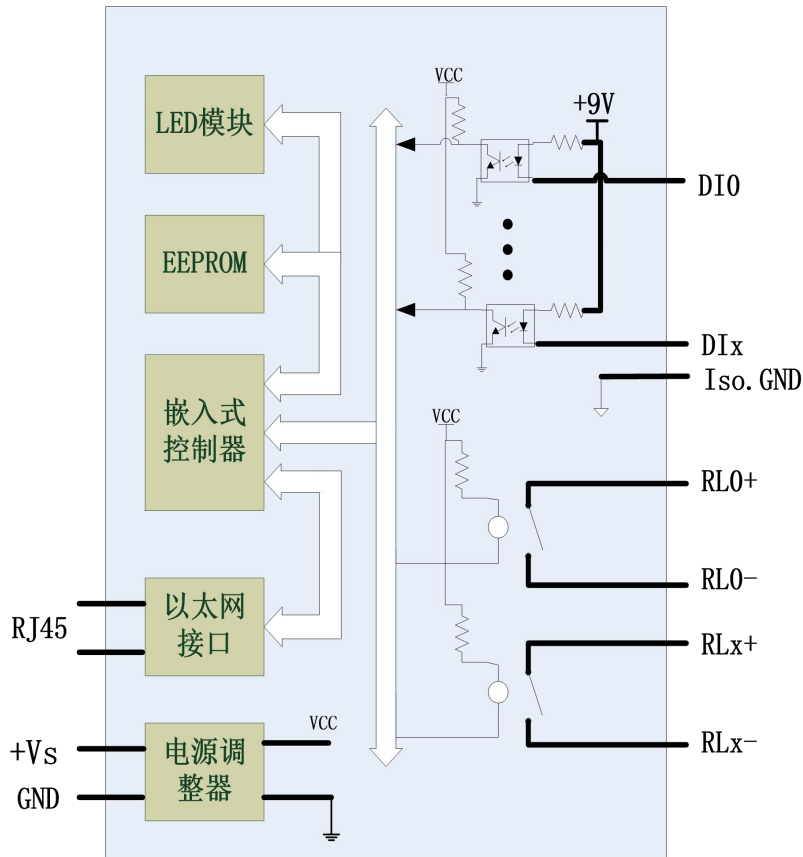 LED模块
EEPROM
嵌入式
控制器
以太网
接口
电源调
整器
RJ45
+Vs
GND
VCC
VCC
+9V
DI0
DIx
Iso.GND
VCC
RL0+
RL0-
RLx+
RLx-